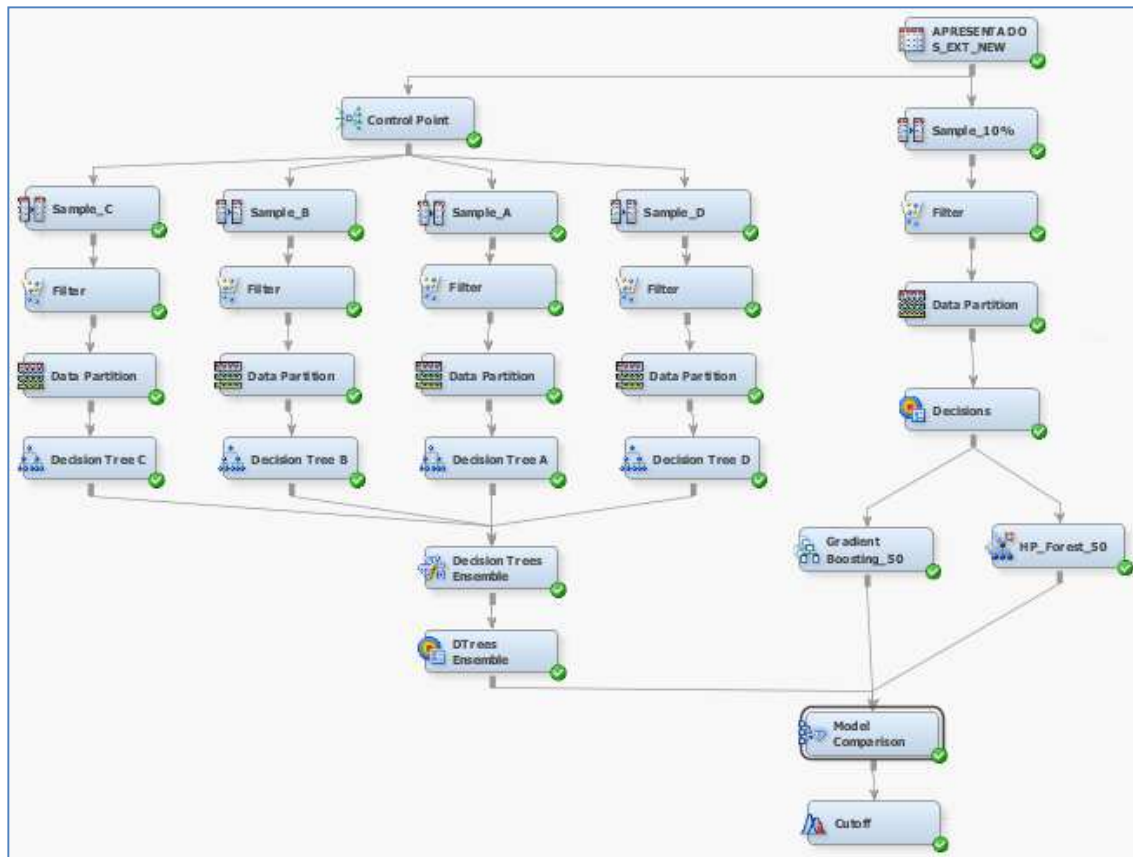 APRESENTADO
S_EXT_NEW
Control Point
Sample_10%
Sample_C
Sample_B
Sample_A
Sample_D
Filter
Filter
Filter
Filter
Filter
Data Partition
Data Partition
Data Partition
Data Partition
Data Partition
Decisions
Decision Tree C
Decision Tree B
Decision Tree A
Decision Tree D
Gradient
Boosting_50
HP_Forest_50
Decision Trees
Ensemble
DTrees
Ensemble
Model
Comparison
Cutoff